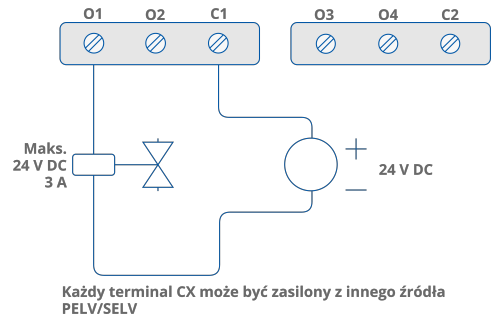 O1 O2 C1 O3 O4 C2
Maks.
24 V DC
3 A
+
24 V DC
—
Każdy terminal CX może być zasilony z innego źródła
PELV/SELV